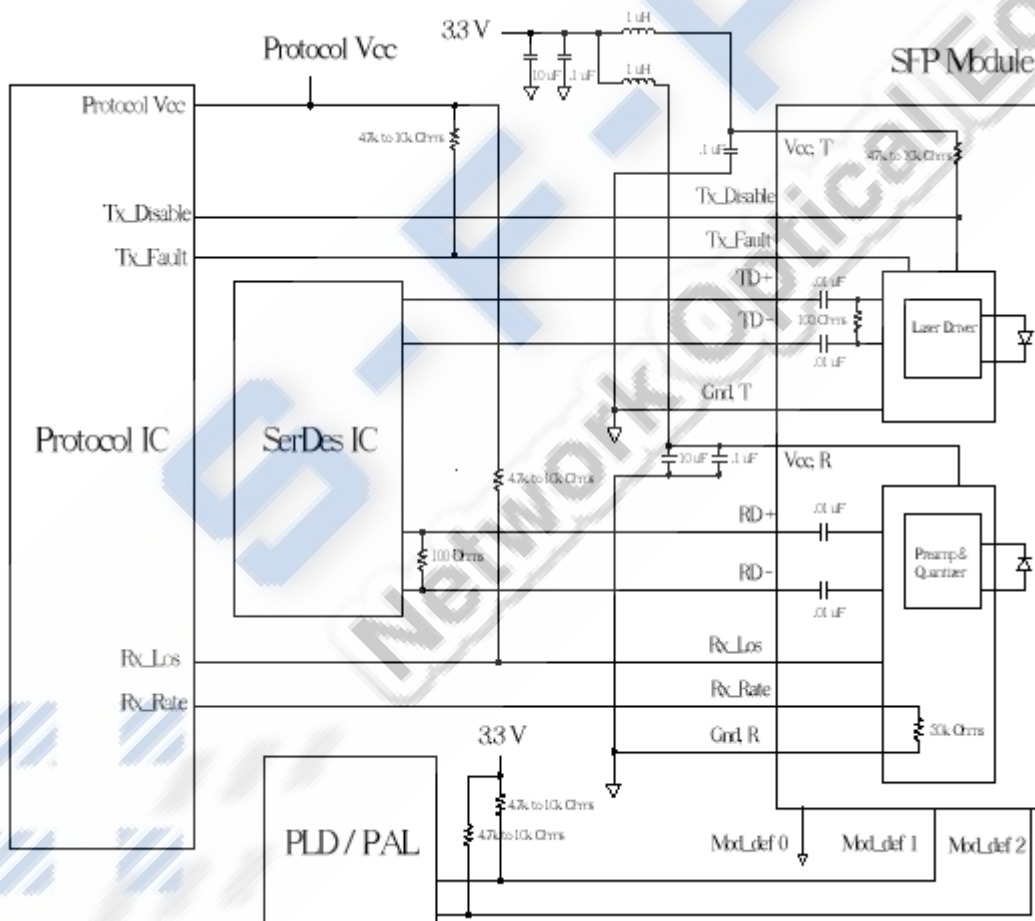 1 uH
3.3 V
Protocol Vcc
10 uF
.1 uF
1 uH
SFP Module
Protocol Vcc
4.7k to 10k Ohms
.1 uF
Vcc, T
4.7k to 10k Ohms
Tx_Disable
Tx_Disable
Tx_Fault
Tx_Fault
TD+
.01 uF
TD-
100 Ohms
Laser Driver
.01 uF
Gnd, T
Protocol IC
SerDes IC
10 uF
.1 uF
Vcc, R
4.7k to 10k Ohms
RD+
.01 uF
100 Ohms
Preamp &
Quantizer
RD-
.01 uF
Rx_Los
Rx_Los
Rx_Rate
Rx_Rate
3.3 V
Gnd, R
4.7k to 10k Ohms
4.7k to 10k Ohms
PLD / PAL
Mod_def 0
Mod_def 1
Mod_def 2
S-F-P
Network Optical